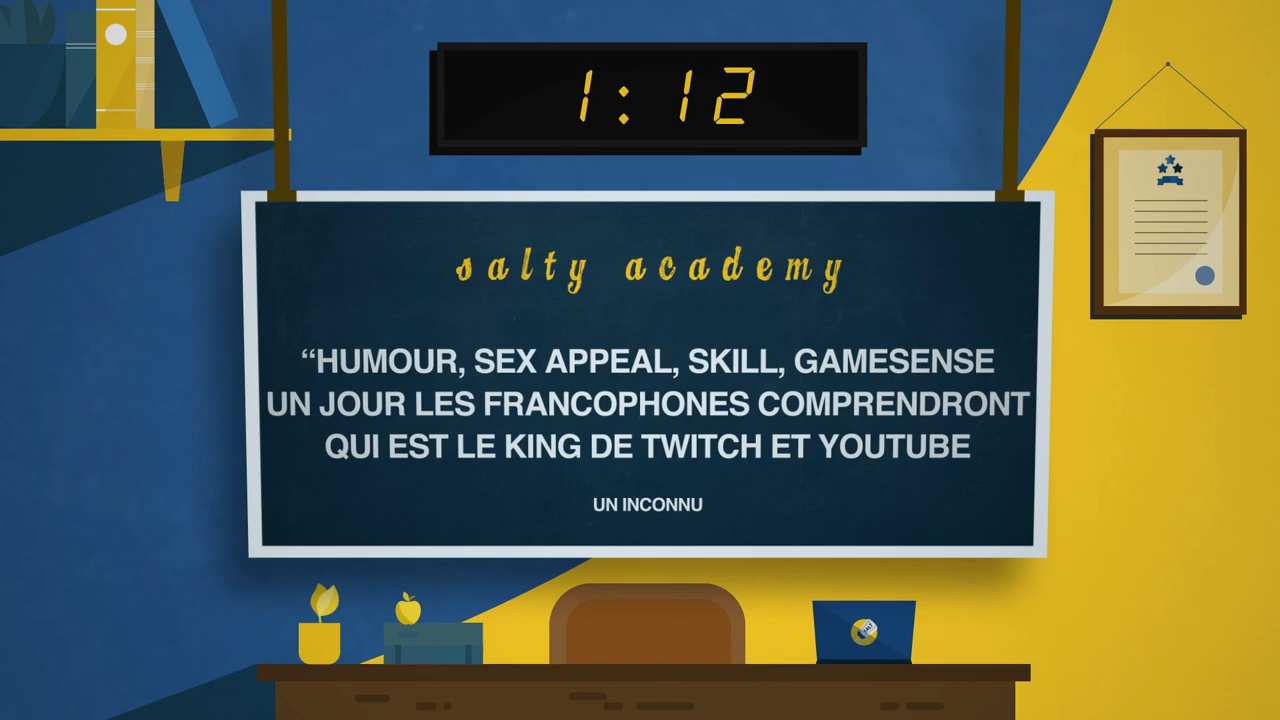 1:12
salty academy
“HUMOUR, SEX APPEAL, SKILL, GAMESENSE
UN JOUR LES FRANCOPHONES COMPRENDRONT
QUI EST LE KING DE TWITCH ET YOUTUBE
UN INCONNU